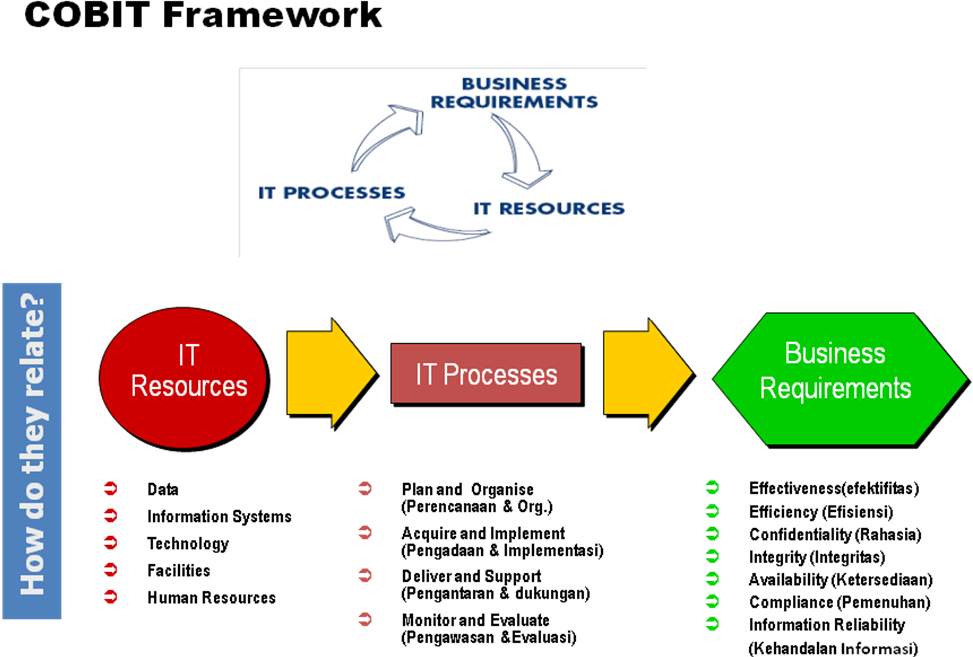 COBIT Framework
BUSINESS
REQUIREMENTS
IT PROCESSES
IT RESOURCES
How do they relate?
IT
Resources
IT Processes
Business
Requirements
Data
Information Systems
Technology
Facilities
Human Resources
Plan and Organise
(Perencanaan & Org.)
Acquire and Implement
(Pengadaan & Implementasi)
Deliver and Support
(Pengantaran & dukungan)
Monitor and Evaluate
(Pengawasan &Evaluasi)
Effectiveness(efektifitas)
Efficiency (Efisiensi)
Confidentiality (Rahasia)
Integrity (Integritas)
Availability (Ketersediaan)
Compliance (Pemenuhan)
Information Reliability
(Kehandalan Informasi)